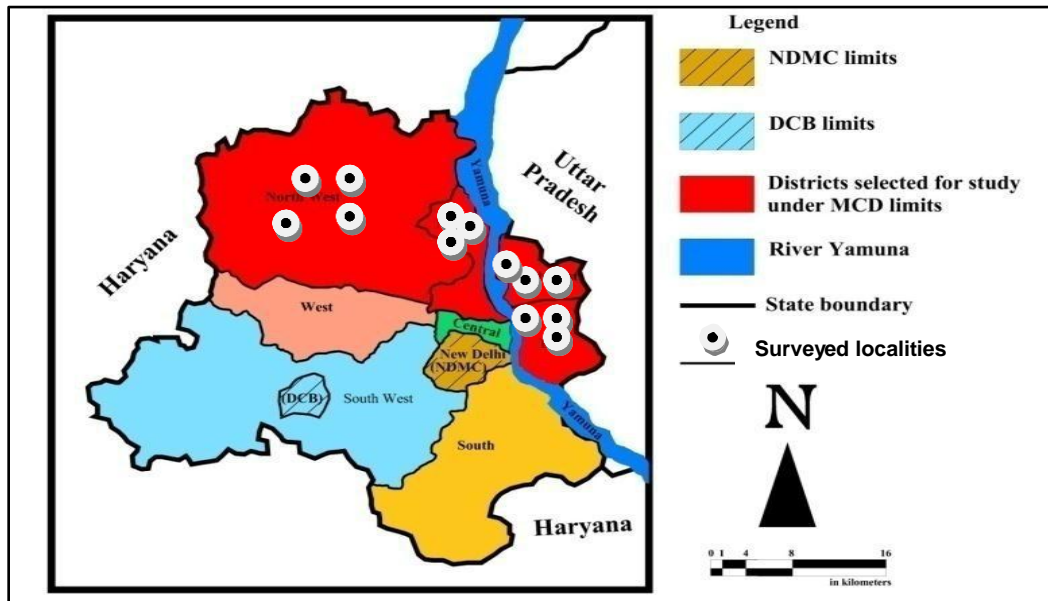 Legend
NDMC limits
DCB limits
Districts selected for study
under MCD limits
River Yamuna
State boundary
Surveyed localities
N
0 1 4 8 16
in kilometers
Uttar
Pradesh
Yamuna
North West
Haryana
West
Central
New Delhi
(NDMC)
(DCB)
South West
South
Yamuna
Haryana